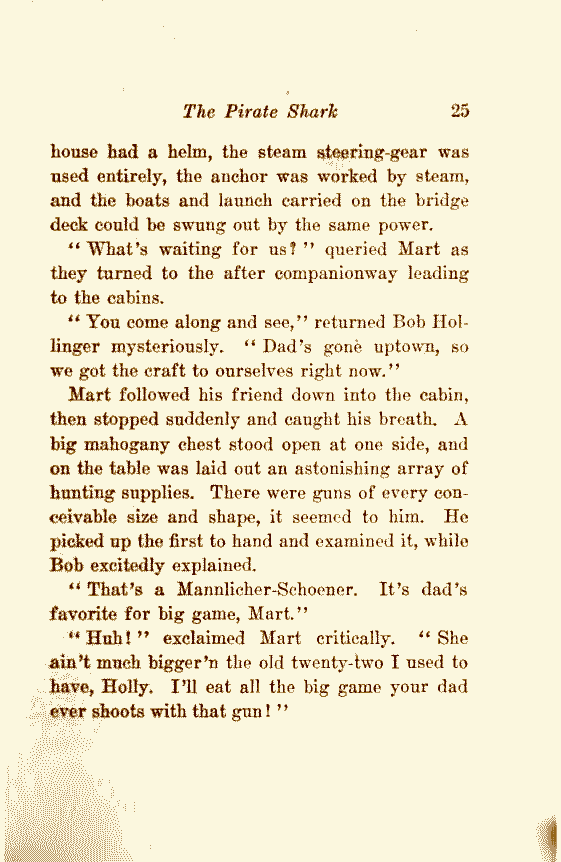 The Pirate Shark 25
house had a helm, the steam steering-gear was
used entirely, the anchor was worked by steam,
and the boats and launch carried on the bridge
deck could be swung out by the same power.
“ What’s waiting for us? ” queried Mart as
they turned to the after companionway leading
to the cabins.
“ You come along and see,” returned Bob Hol-
linger mysteriously. “ Dad’s gone uptown, so
we got the craft to ourselves right now.”
Mart followed his friend down into the cabin,
then stopped suddenly and caught his breath. A
big mahogany chest stood open at one side, and
on the table was laid out an astonishing array of
hunting supplies. There were guns of every con-
ceivable size and shape, it seemed to him. He
picked up the first to hand and examined it, while
Bob excitedly explained.
“ That’s a Mannlicher-Schoener. It’s dad’s
favorite for big game, Mart.”
“ Huh! ” exclaimed Mart critically. “ She
ain’t much bigger’n the old twenty-two I used to
have, Holly. I’ll eat all the big game your dad
ever shoots with that gun! ”